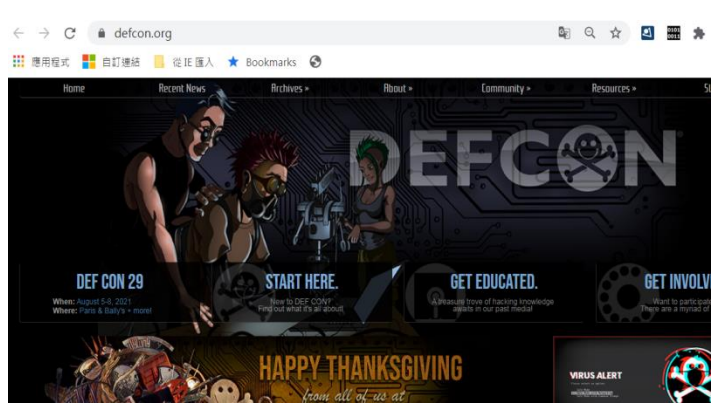 defcon.org
應用程式 自訂連結 從 IE 匯入 Bookmarks
Home Recent News Archives » About » Community » Resources »
DEFCON
DEF CON 29 START HERE. GET EDUCATED. GET INVOLV
When: August 5-8, 2021 New to DEF CON? A treasure trove of hacking knowledge Want to participat
Where: Paris & Bally's + more! Find out what it's all about! awaits in our past media! There are a myriad of
HAPPY THANKSGIVING
from all of us at
VIRUS ALERT